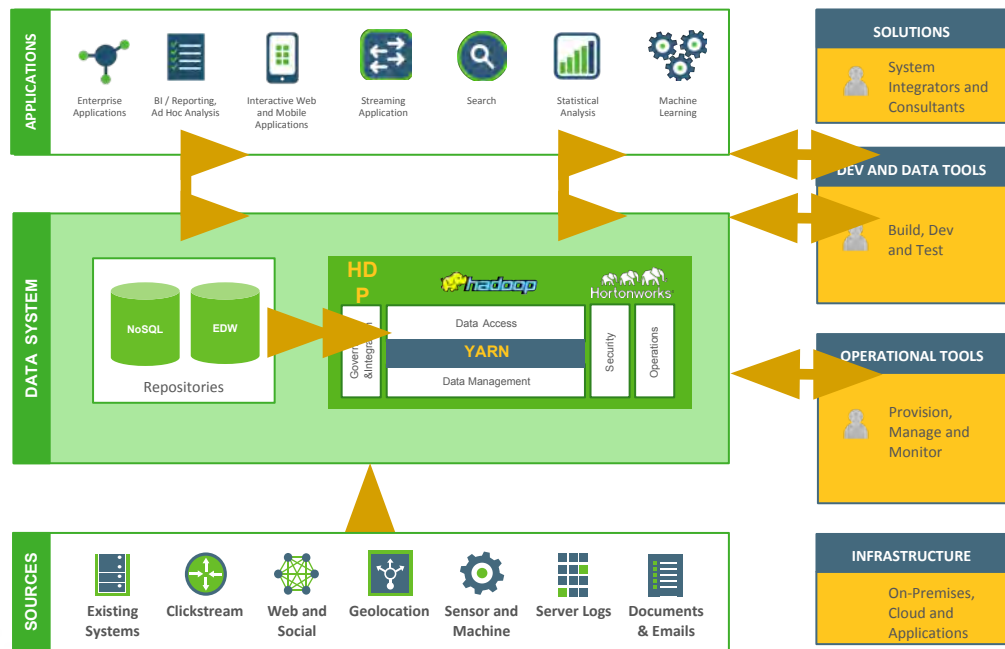 APPLICATIONS
Enterprise
Applications
BI / Reporting,
Ad Hoc Analysis
Interactive Web
and Mobile
Applications
Streaming
Application
Search
Statistical
Analysis
Machine
Learning
DATA SYSTEM
NoSQL
EDW
Repositories
HD
P
hadoop
Hortonworks
&Integration
Data Access
YARN
Data Management
Security
Operations
SOURCES
Existing
Systems
Clickstream
Web and
Social
Geolocation
Sensor and
Machine
Server Logs
Documents
& Emails
SOLUTIONS
System
Integrators and
Consultants
DEV AND DATA TOOLS
Build, Dev
and Test
OPERATIONAL TOOLS
Provision,
Manage and
Monitor
INFRASTRUCTURE
On-Premises,
Cloud and
Applications